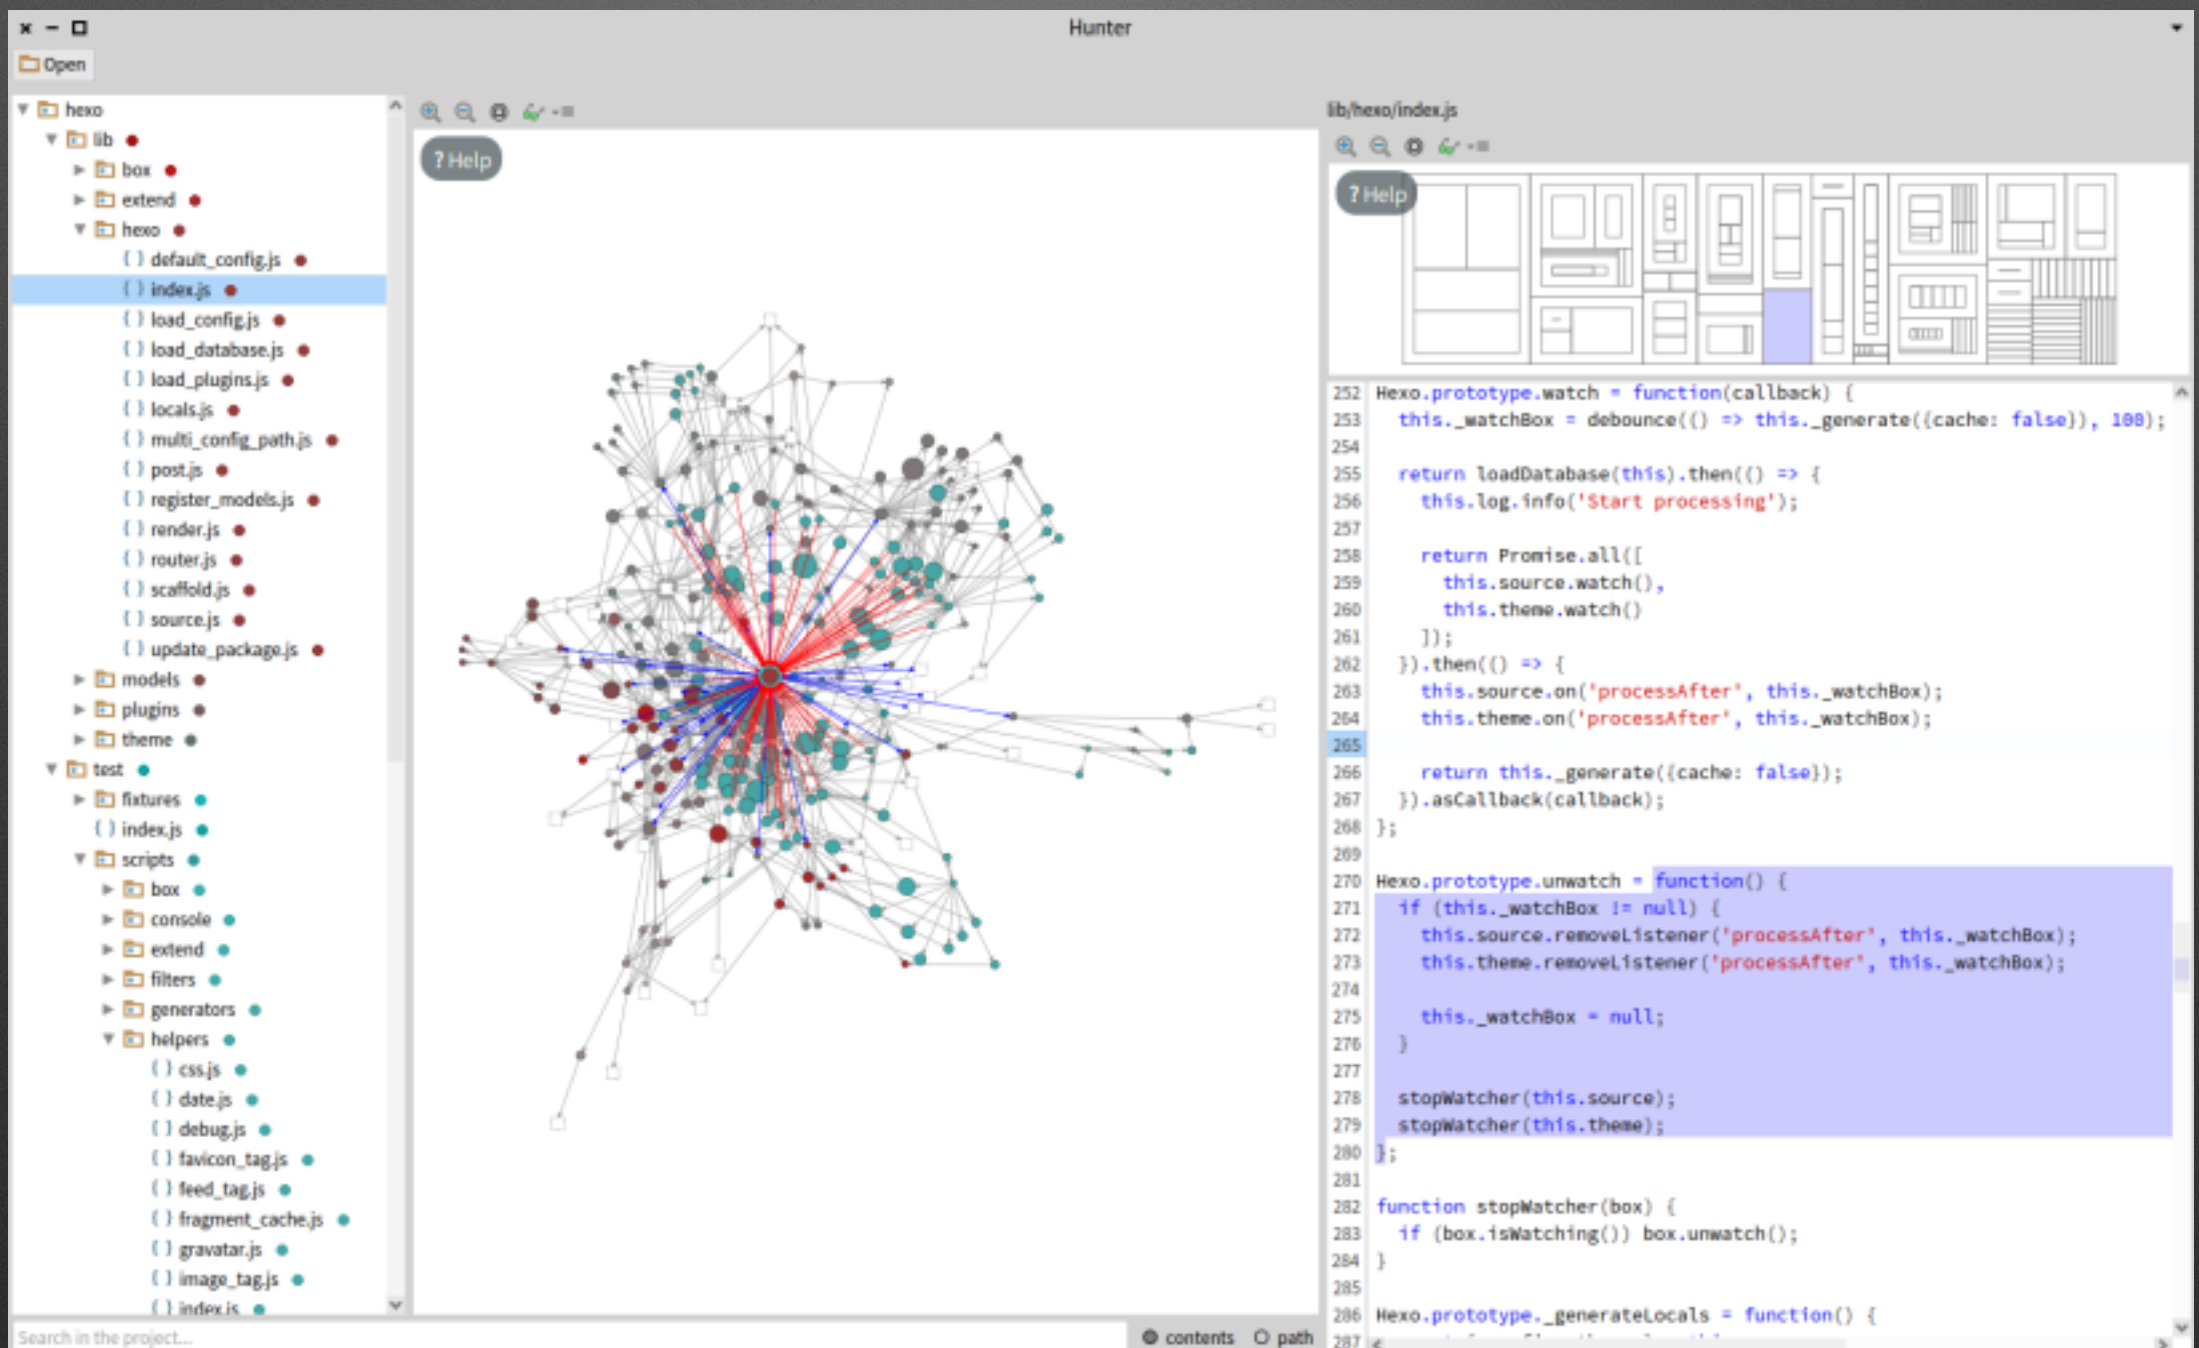 Hunter
Open
hexo
lib
box
extend
hexo
{ } default_config.js
{ } index.js
{ } load_config.js
{ } load_database.js
{ } load_plugins.js
{ } locals.js
{ } multi_config_path.js
{ } post.js
{ } register_models.js
{ } render.js
{ } router.js
{ } scaffold.js
{ } source.js
{ } update_package.js
models
plugins
theme
test
fixtures
{ } index.js
scripts
box
console
extend
filters
generators
helpers
{ } css.js
{ } date.js
{ } debug.js
{ } favicon_tag.js
{ } feed_tag.js
{ } fragment_cache.js
{ } gravatar.js
{ } image_tag.js
{ } index.js
Search in the project...
contents path
? Help
lib/hexo/index.js
? Help
252 Hexo.prototype.watch = function(callback) {
253 this._watchBox = debounce(() => this._generate({cache: false}), 100);
254
255 return loadDatabase(this).then(() => {
256 this.log.info('Start processing');
257
258 return Promise.all([
259 this.source.watch(),
260 this.theme.watch()
261 ]);
262 }).then(() => {
263 this.source.on('processAfter', this._watchBox);
264 this.theme.on('processAfter', this._watchBox);
265
266 return this._generate({cache: false});
267 }).asCallback(callback);
268 };
269
270 Hexo.prototype.unwatch = function() {
271 if (this._watchBox != null) {
272 this.source.removeListener('processAfter', this._watchBox);
273 this.theme.removeListener('processAfter', this._watchBox);
274
275 this._watchBox = null;
276 }
277
278 stopWatcher(this.source);
279 stopWatcher(this.theme);
280 };
281
282 function stopWatcher(box) {
283 if (box.isWatching()) box.unwatch();
284 }
285
286 Hexo.prototype._generateLocals = function() {
287